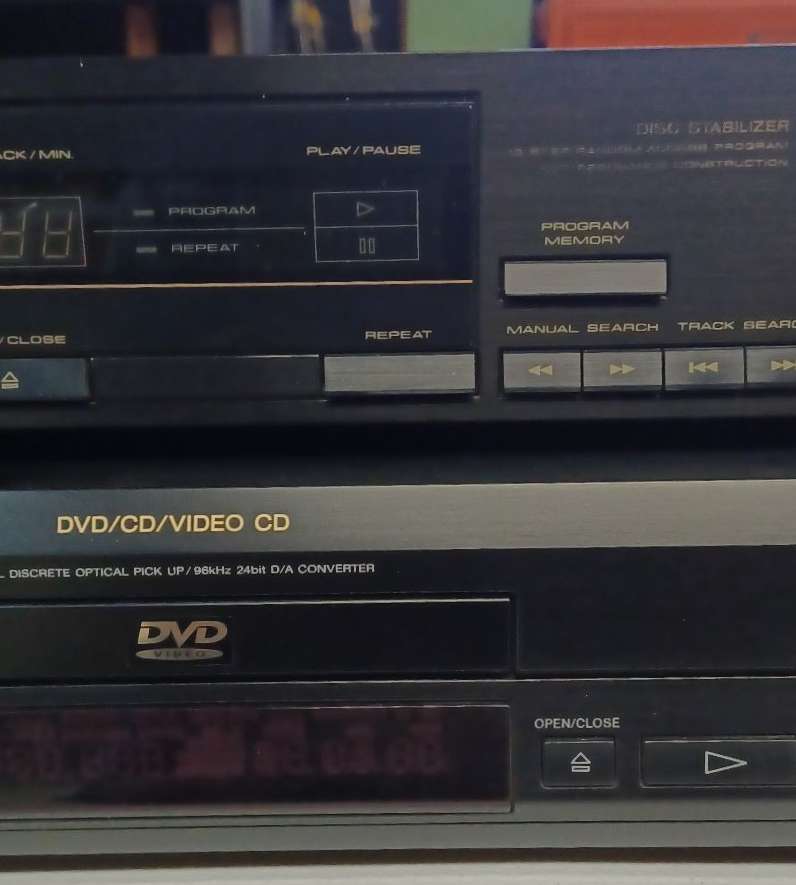 ACK/MIN.
PLAY/PAUSE
DISC STABILIZER
PROGRAM
CONSTRUCTION
PROGRAM
REPEAT
PROGRAM
MEMORY
/CLOSE
REPEAT
MANUAL SEARCH
TRACK SEARC
DVD/CD/VIDEO CD
L DISCRETE OPTICAL PICK UP/96kHz 24bit D/A CONVERTER
DVD
VIDEO
OPEN/CLOSE